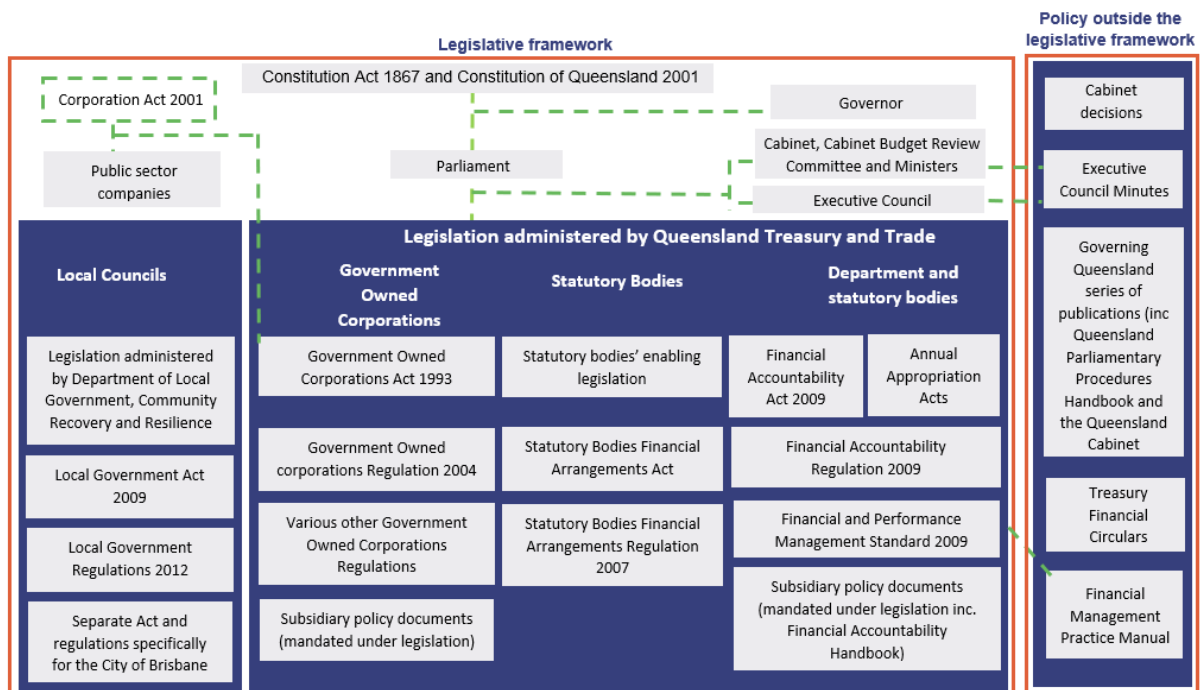 Legislative framework
Policy outside the
legislative framework
Constitution Act 1867 and Constitution of Queensland 2001
Corporation Act 2001
Governor
Public sector
companies
Parliament
Cabinet, Cabinet Budget Review
Committee and Ministers
Executive Council
Local Councils
Legislation administered
by Department of Local
Government, Community
Recovery and Resilience
Local Government Act
2009
Local Government
Regulations 2012
Separate Act and
regulations specifically
for the City of Brisbane
Legislation administered by Queensland Treasury and Trade
Government
Owned
Corporations
Government Owned
Corporations Act 1993
Government Owned
corporations Regulation 2004
Various other Government
Owned Corporations
Regulations
Subsidiary policy documents
(mandated under legislation)
Statutory Bodies
Statutory bodies’ enabling
legislation
Statutory Bodies Financial
Arrangements Act
Statutory Bodies Financial
Arrangements Regulation
2007
Department and
statutory bodies
Financial
Accountability
Act 2009
Annual
Appropriation
Acts
Financial Accountability
Regulation 2009
Financial and Performance
Management Standard 2009
Subsidiary policy documents
(mandated under legislation inc.
Financial Accountability
Handbook)
Cabinet
decisions
Executive
Council Minutes
Governing
Queensland
series of
publications (inc
Queensland
Parliamentary
Procedures
Handbook and
the Queensland
Cabinet
Treasury
Financial
Circulars
Financial
Management
Practice Manual